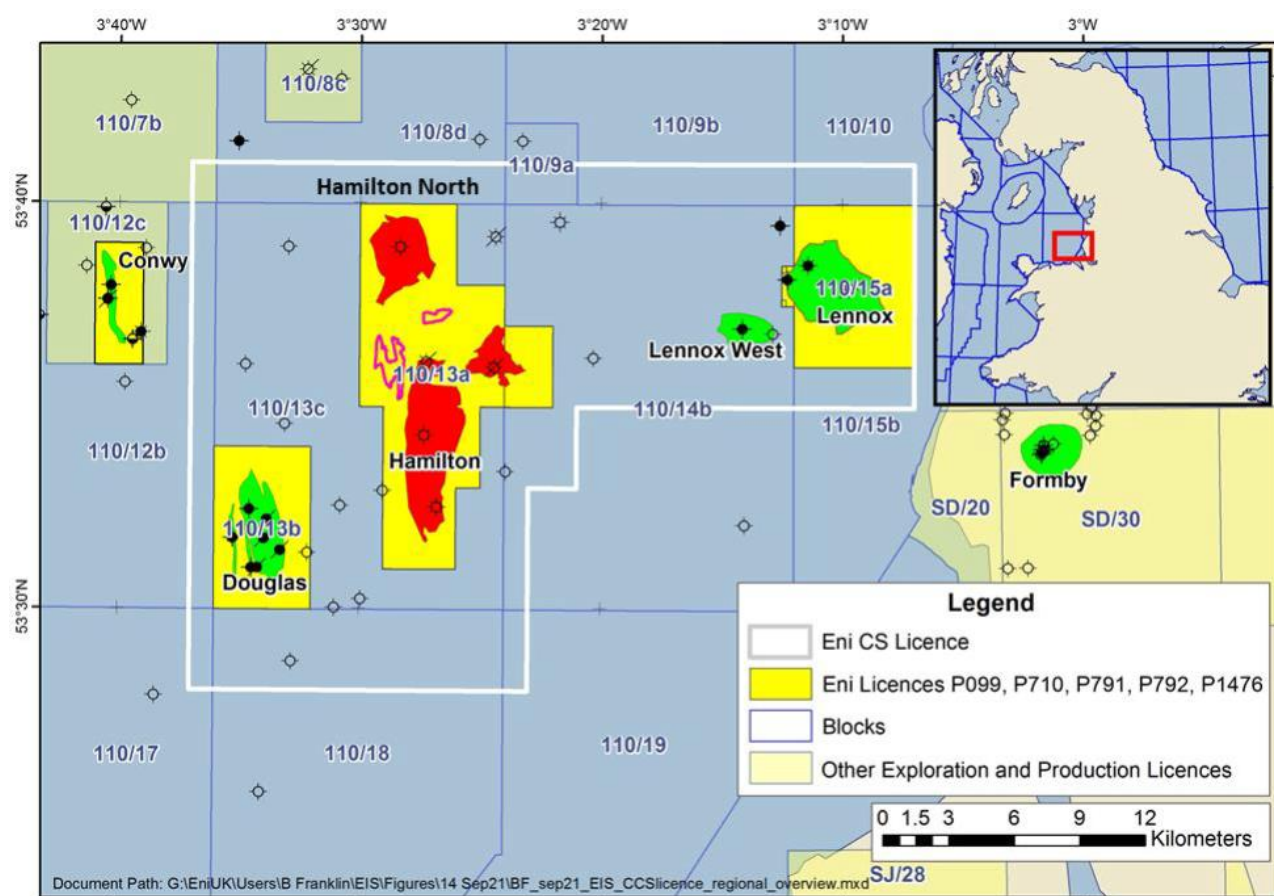 3°40'W 3°30'W 3°20'W 3°10'W 3°W
53°40'N
53°30'N
110/7b
110/8c
110/8d
110/9a
110/9b
110/10
Hamilton North
110/12c
Conwy
110/15a
Lennox
Lennox West
110/13a
110/13c
110/12b
110/14b
110/15b
Hamilton
Formby
SD/20
SD/30
110/13b
Douglas
110/17
110/18
110/19
Legend
Eni CS Licence
Eni Licences P099, P710, P791, P792, P1476
Blocks
Other Exploration and Production Licences
0 1.5 3 6 9 12
Kilometers
SJ/28
Document Path: G:\EniUK\Users\B Franklin\EIS\Figures\14 Sep21\BF_sep21_EIS_CCSlicence_regional_overview.mxd